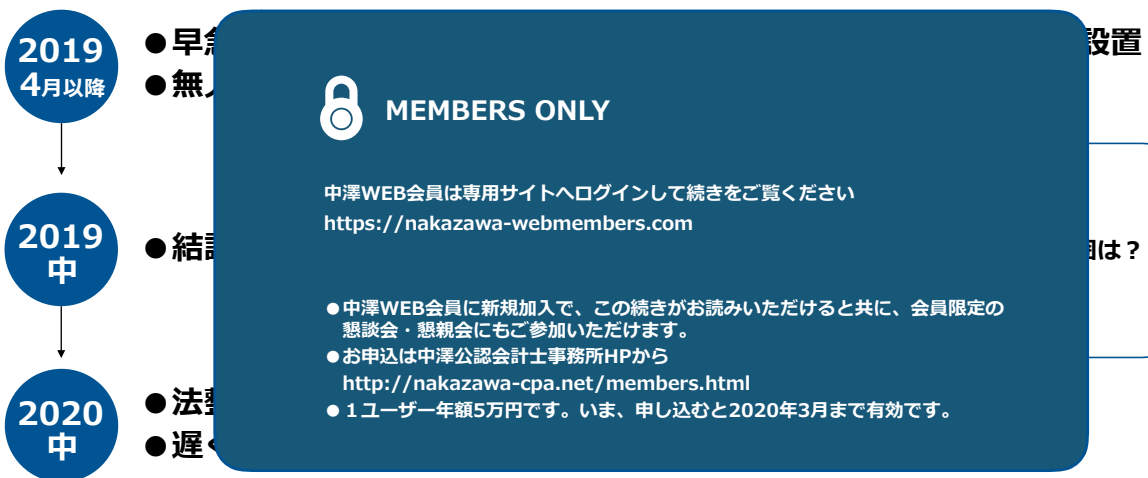 2019
4月以降
●早急
設置
●無人
MEMBERS ONLY
中澤WEB会員は専用サイトへログインして続きをご覧ください
https://nakazawa-webmembers.com
2019
中
●結
は？
●中澤WEB会員に新規加入で、この続きがお読みいただけると共に、会員限定の
懇談会・懇親会にもご参加いただけます。
●お申込は中澤公認会計士事務所HPから
http://nakazawa-cpa.net/members.html
●１ユーザー年額5万円です。いま、申し込むと2020年3月まで有効です。
2020
中
●法整
●遅く